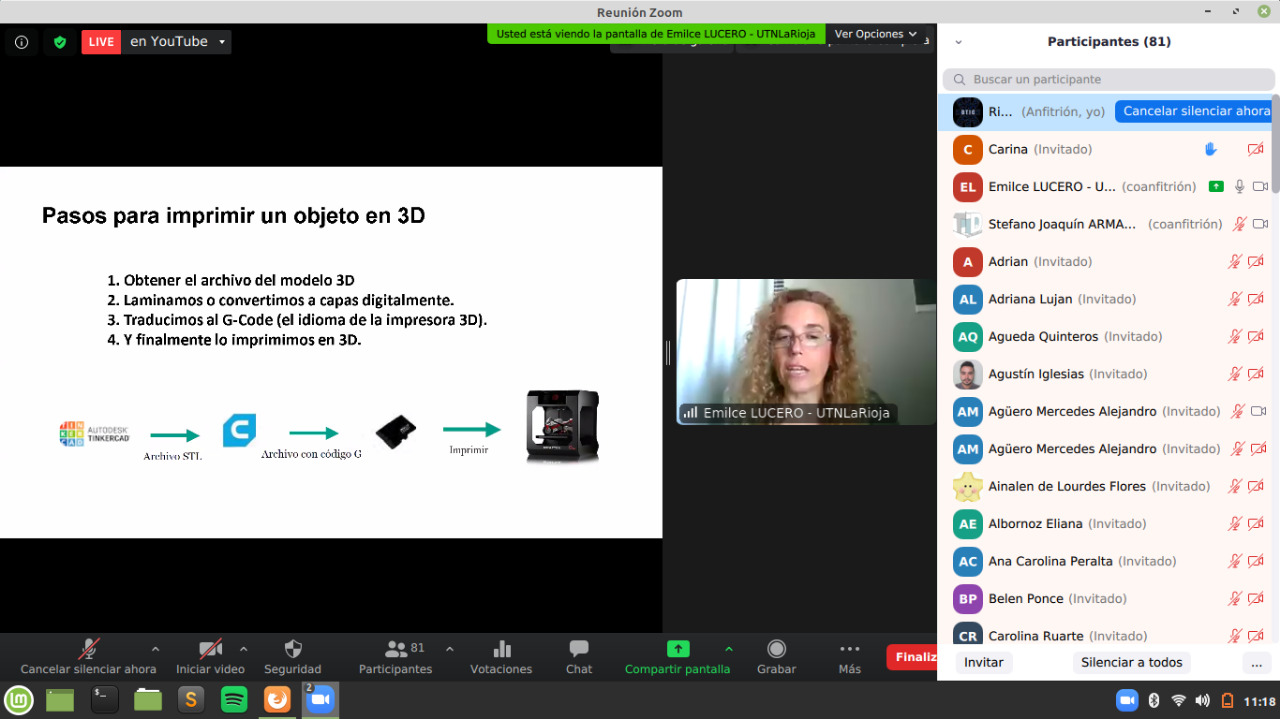 Reunión Zoom
LIVE
en YouTube
Usted está viendo la pantalla de Emilce LUCERO - UTNLaRioja
Ver Opciones
Pasos para imprimir un objeto en 3D
1. Obtener el archivo del modelo 3D
2. Laminamos o convertimos a capas digitalmente.
3. Traducimos al G-Code (el idioma de la impresora 3D).
4. Y finalmente lo imprimimos en 3D.
AUTODESK
TINKERCAD
Archivo STL
Archivo con código G
Imprimir
Emilce LUCERO - UTNLaRioja
Participantes (81)
Buscar un participante
Ri... (Anfitrión, yo) Cancelar silenciar ahora
C Carina (Invitado)
EL Emilce LUCERO - U... (coanfitrión)
Stefano Joaquín ARMA... (coanfitrión)
A Adrian (Invitado)
AL Adriana Lujan (Invitado)
AQ Agueda Quinteros (Invitado)
Agustín Iglesias (Invitado)
AM Agüero Mercedes Alejandro (Invitado)
AM Agüero Mercedes Alejandro (Invitado)
Ainalen de Lourdes Flores (Invitado)
AE Albornoz Eliana (Invitado)
AC Ana Carolina Peralta (Invitado)
BP Belen Ponce (Invitado)
CR Carolina Ruarte (Invitado)
Invitar
Silenciar a todos
...
Cancelar silenciar ahora
Iniciar video
Seguridad
81
Participantes
Votaciones
Chat
Compartir pantalla
Grabar
Más
Finaliz
2
11:18